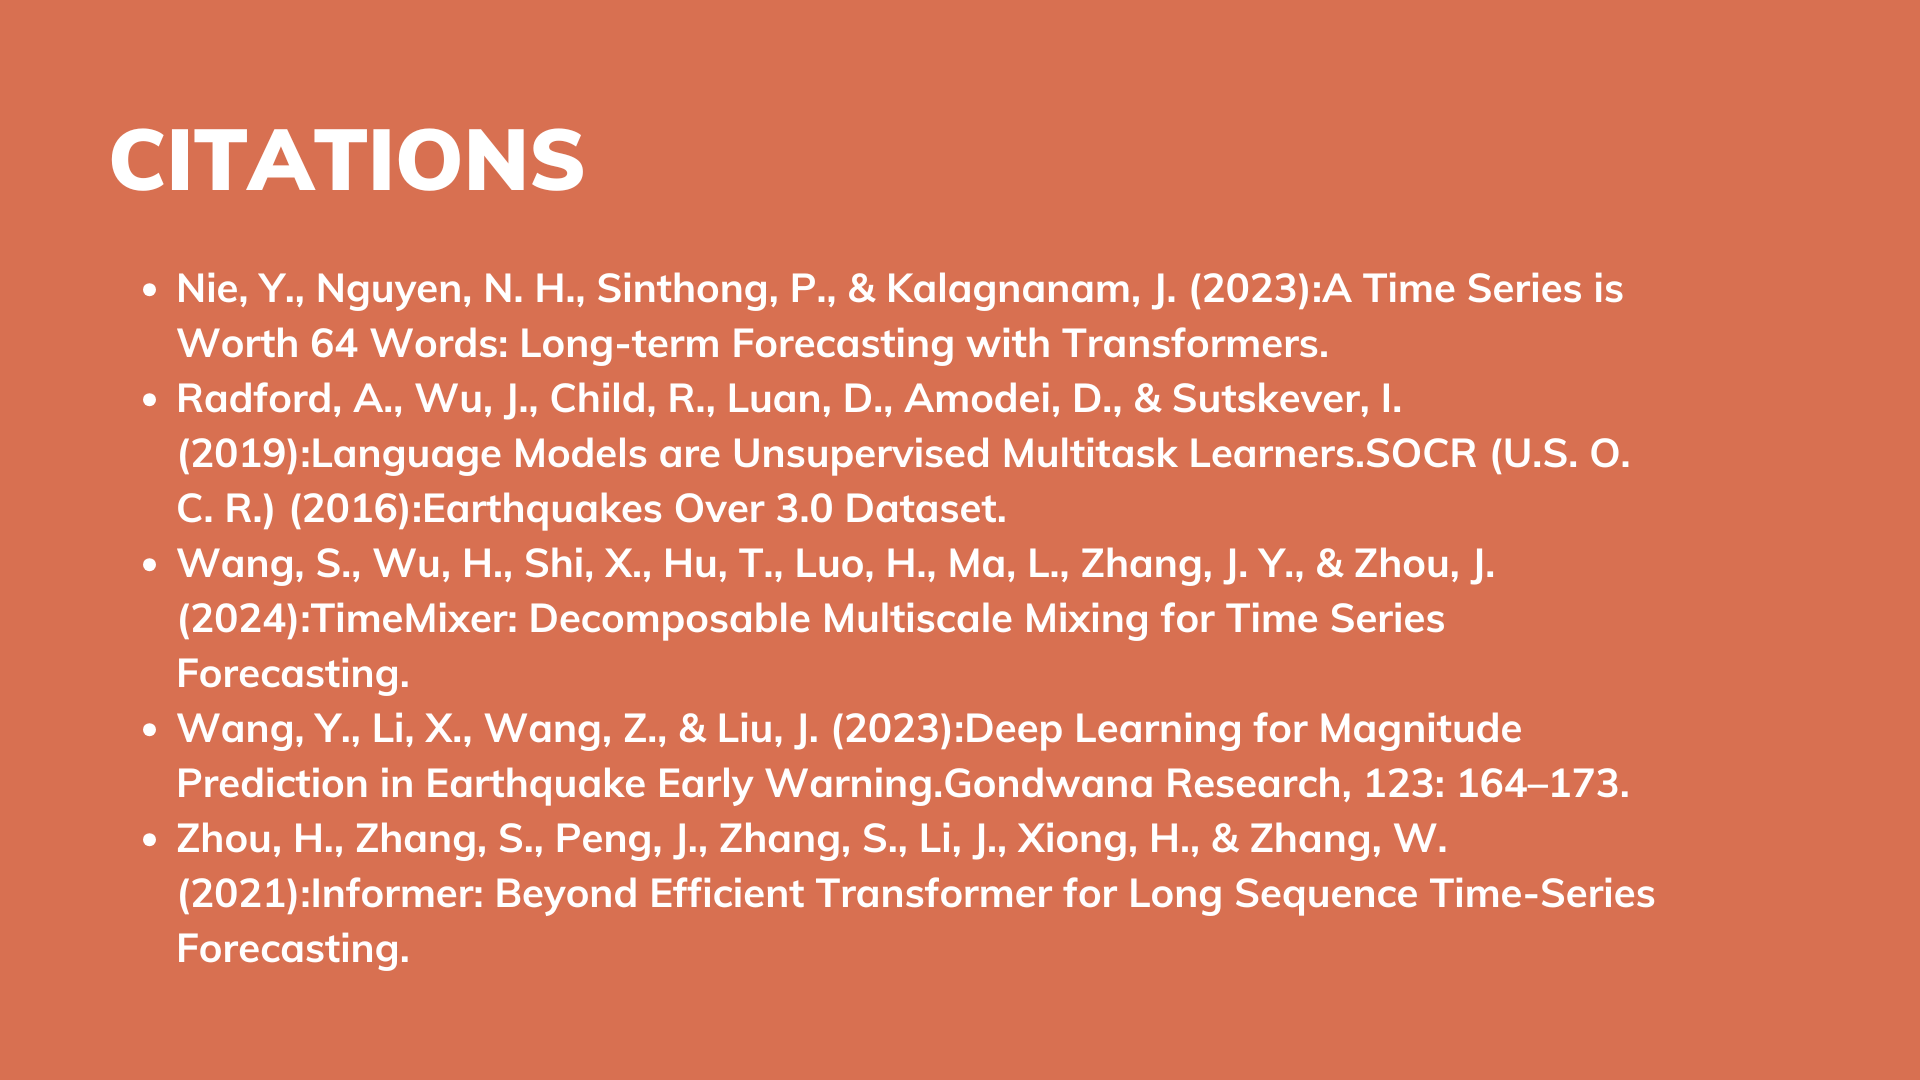 CITATIONS
• Nie, Y., Nguyen, N. H., Sinthong, P., & Kalagnanam, J. (2023):A Time Series is
Worth 64 Words: Long-term Forecasting with Transformers.
• Radford, A., Wu, J., Child, R., Luan, D., Amodei, D., & Sutskever, I.
(2019):Language Models are Unsupervised Multitask Learners.SOCR (U.S. O.
C. R.) (2016):Earthquakes Over 3.0 Dataset.
• Wang, S., Wu, H., Shi, X., Hu, T., Luo, H., Ma, L., Zhang, J. Y., & Zhou, J.
(2024):TimeMixer: Decomposable Multiscale Mixing for Time Series
Forecasting.
• Wang, Y., Li, X., Wang, Z., & Liu, J. (2023):Deep Learning for Magnitude
Prediction in Earthquake Early Warning.Gondwana Research, 123: 164–173.
• Zhou, H., Zhang, S., Peng, J., Zhang, S., Li, J., Xiong, H., & Zhang, W.
(2021):Informer: Beyond Efficient Transformer for Long Sequence Time-Series
Forecasting.